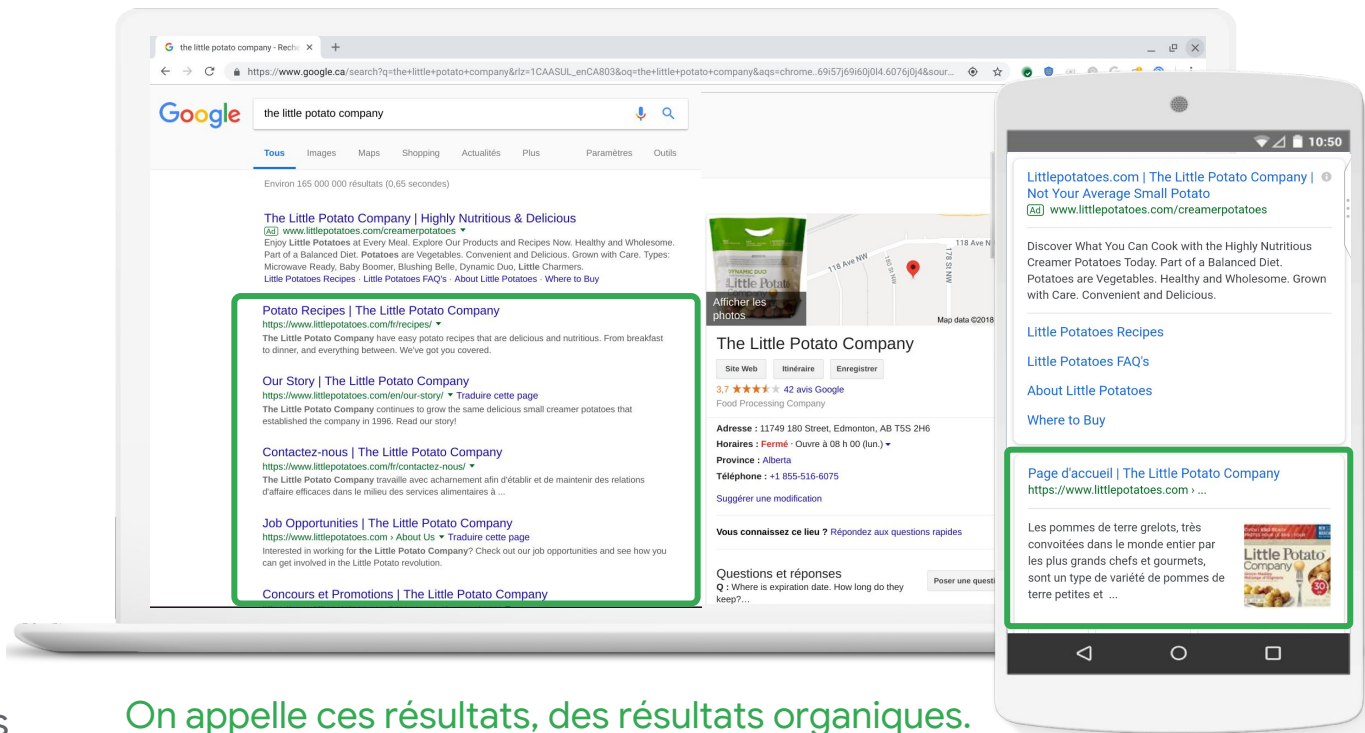 the little potato company - Reche
https://www.google.ca/search?q=the+little+potato+company&rlz=1CAASUL_enCA803&oq=the+little+potato+company&aqs=chrome..69i57j69i60j0l4.6076j0j4&sour...
Google
the little potato company
Tous Images Maps Shopping Actualités Plus Paramètres Outils
Environ 165 000 000 résultats (0,65 secondes)
The Little Potato Company | Highly Nutritious & Delicious
Ad www.littlepotatoes.com/creamerpotatoes
Enjoy Little Potatoes at Every Meal. Explore Our Products and Recipes Now. Healthy and Wholesome.
Part of a Balanced Diet. Potatoes are Vegetables. Convenient and Delicious. Grown with Care. Types:
Microwave Ready, Baby Boomer, Blushing Belle, Dynamic Duo, Little Charmers.
Little Potatoes Recipes · Little Potatoes FAQ's · About Little Potatoes · Where to Buy
Potato Recipes | The Little Potato Company
https://www.littlepotatoes.com/fr/recipes/
The Little Potato Company have easy potato recipes that are delicious and nutritious. From breakfast
to dinner, and everything between. We've got you covered.
Our Story | The Little Potato Company
https://www.littlepotatoes.com/en/our-story/ Traduire cette page
The Little Potato Company continues to grow the same delicious small creamer potatoes that
established the company in 1996. Read our story!
Contactez-nous | The Little Potato Company
https://www.littlepotatoes.com/fr/contactez-nous/
The Little Potato Company travaille avec acharnement afin d'établir et de maintenir des relations
d'affaire efficaces dans le milieu des services alimentaires à ...
Job Opportunities | The Little Potato Company
https://www.littlepotatoes.com › About Us Traduire cette page
Interested in working for the Little Potato Company? Check out our job opportunities and see how you
can get involved in the Little Potato revolution.
Concours et Promotions | The Little Potato Company
DYNAMIC DUO
Little Potato
Company
Afficher les
photos
118 Ave NW
118 Ave N
180 St NW
178 St NW
Map data ©2018
The Little Potato Company
Site Web Itinéraire Enregistrer
3,7 42 avis Google
Food Processing Company
Adresse : 11749 180 Street, Edmonton, AB T5S 2H6
Horaires : Fermé · Ouvre à 08 h 00 (lun.)
Province : Alberta
Téléphone : +1 855-516-6075
Suggérer une modification
Vous connaissez ce lieu ? Répondez aux questions rapides
Questions et réponses
Poser une questi
Q : Where is expiration date. How long do they
keep?...
10:50
Littlepotatoes.com | The Little Potato Company |
Not Your Average Small Potato
Ad www.littlepotatoes.com/creamerpotatoes
Discover What You Can Cook with the Highly Nutritious
Creamer Potatoes Today. Part of a Balanced Diet.
Potatoes are Vegetables. Healthy and Wholesome. Grown
with Care. Convenient and Delicious.
Little Potatoes Recipes
Little Potatoes FAQ's
About Little Potatoes
Where to Buy
Page d'accueil | The Little Potato Company
https://www.littlepotatoes.com › ...
Les pommes de terre grelots, très
convoitées dans le monde entier par
les plus grands chefs et gourmets,
sont un type de variété de pommes de
terre petites et ...
Little Potato
Company
30
s
On appelle ces résultats, des résultats organiques.